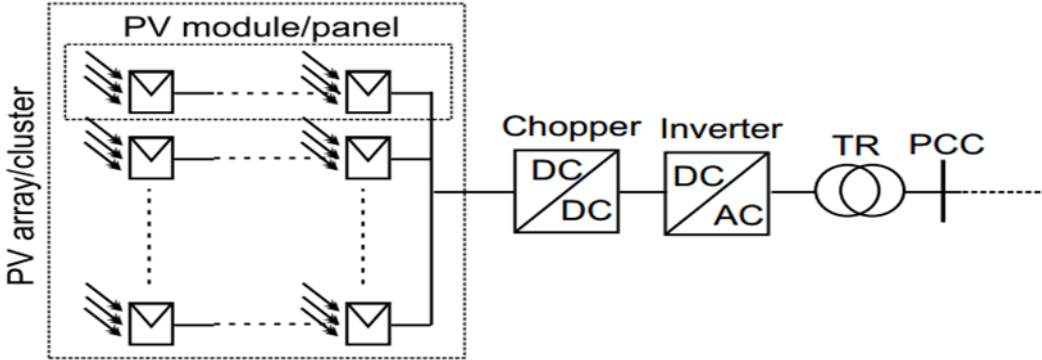 PV module/panel
PV array/cluster
Chopper
Inverter
TR
PCC
DC
DC
DC
AC